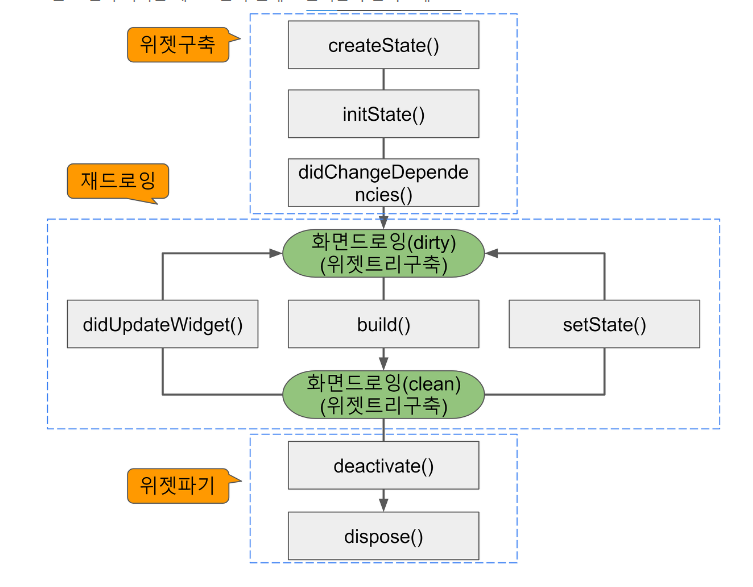 위젯구축
createState()
initState()
재드로잉
didChangeDepende
ncies()
화면드로잉(dirty)
(위젯트리구축)
didUpdateWidget()
build()
setState()
화면드로잉(clean)
(위젯트리구축)
deactivate()
위젯파기
dispose()